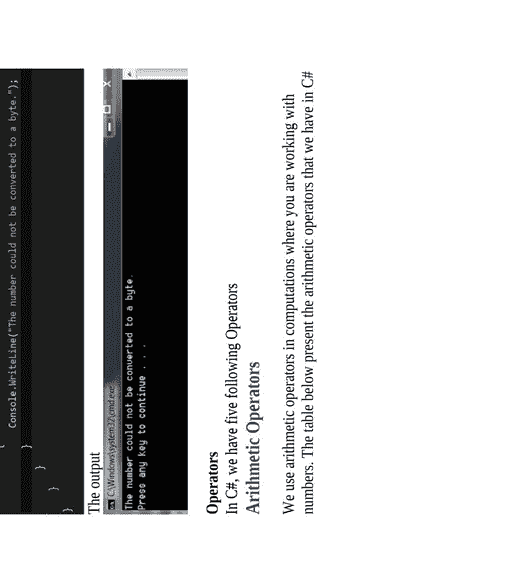 {
Console.WriteLine("The number could not be converted to a byte.");
}
}
}
}
The output
C:\Windows\system32\cmd.exe
The number could not be converted to a byte.
Press any key to continue . . .
Operators
In C#, we have five following Operators
Arithmetic Operators
We use arithmetic operators in computations where you are working with
numbers. The table below present the arithmetic operators that we have in C#